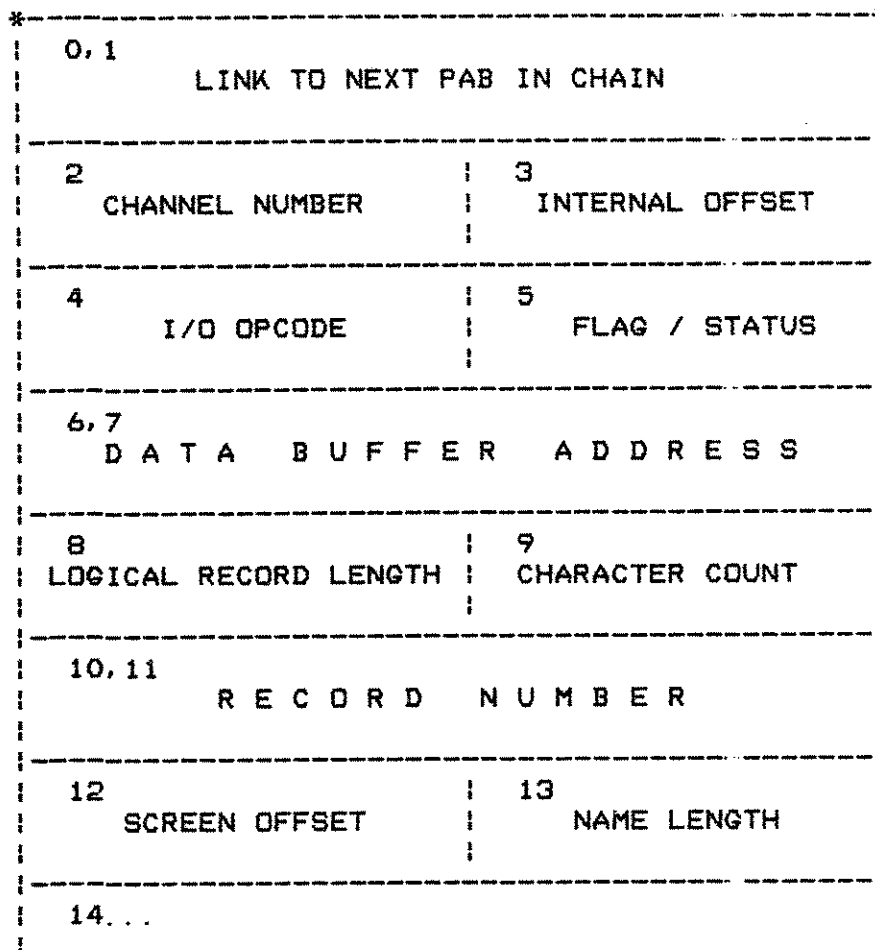 0,1
LINK TO NEXT PAB IN CHAIN
2 3
CHANNEL NUMBER INTERNAL OFFSET
4 5
I/O OPCODE FLAG / STATUS
6,7
D A T A B U F F E R A D D R E S S
8 9
LOGICAL RECORD LENGTH CHARACTER COUNT
10,11
R E C O R D N U M B E R
12 13
SCREEN OFFSET NAME LENGTH
14...